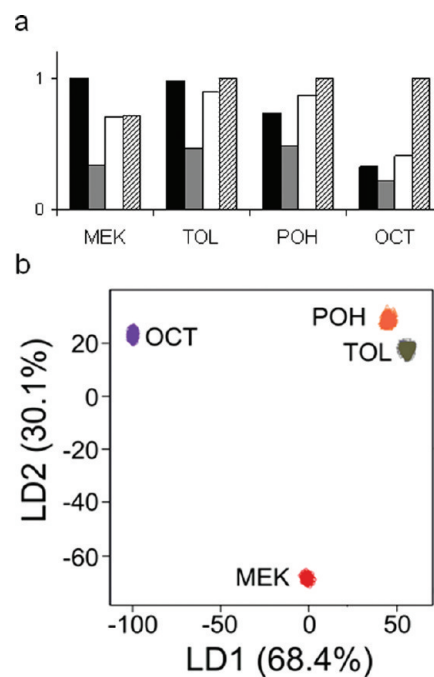 a
1
0
MEK TOL POH OCT
b
POH
OCT
TOL
MEK
20
0
-20
-40
-60
LD2 (30.1%)
-100 -50 0 50
LD1 (68.4%)